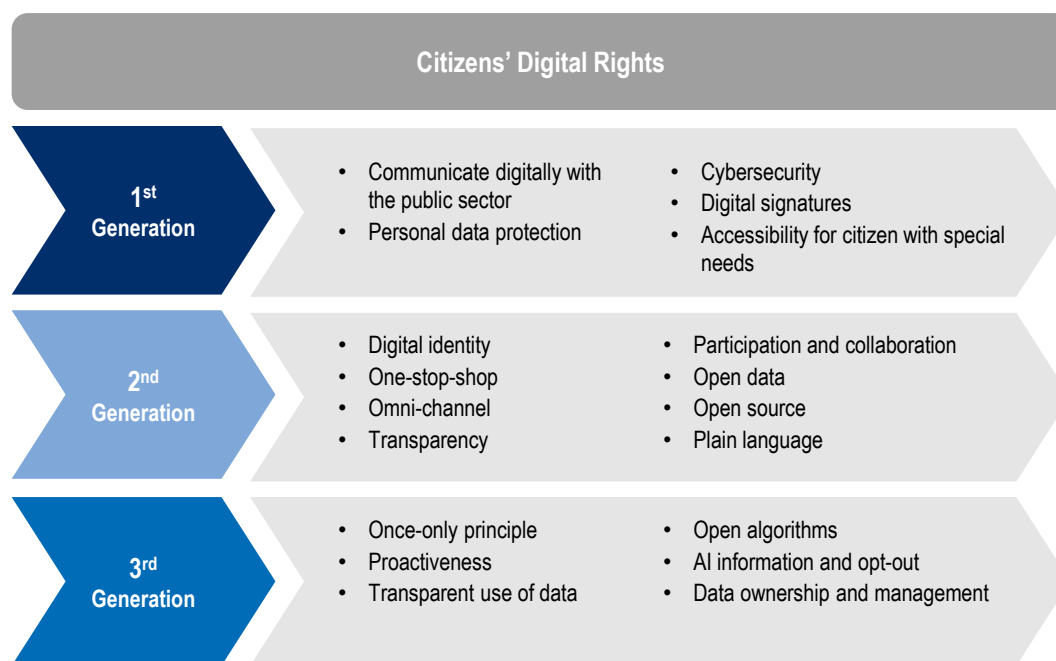 Citizens' Digital Rights
1st
Generation
• Communicate digitally with
the public sector
• Personal data protection
• Cybersecurity
• Digital signatures
• Accessibility for citizen with special
needs
2nd
Generation
• Digital identity
• One-stop-shop
• Omni-channel
• Transparency
• Participation and collaboration
• Open data
• Open source
• Plain language
3rd
Generation
• Once-only principle
• Proactiveness
• Transparent use of data
• Open algorithms
• AI information and opt-out
• Data ownership and management